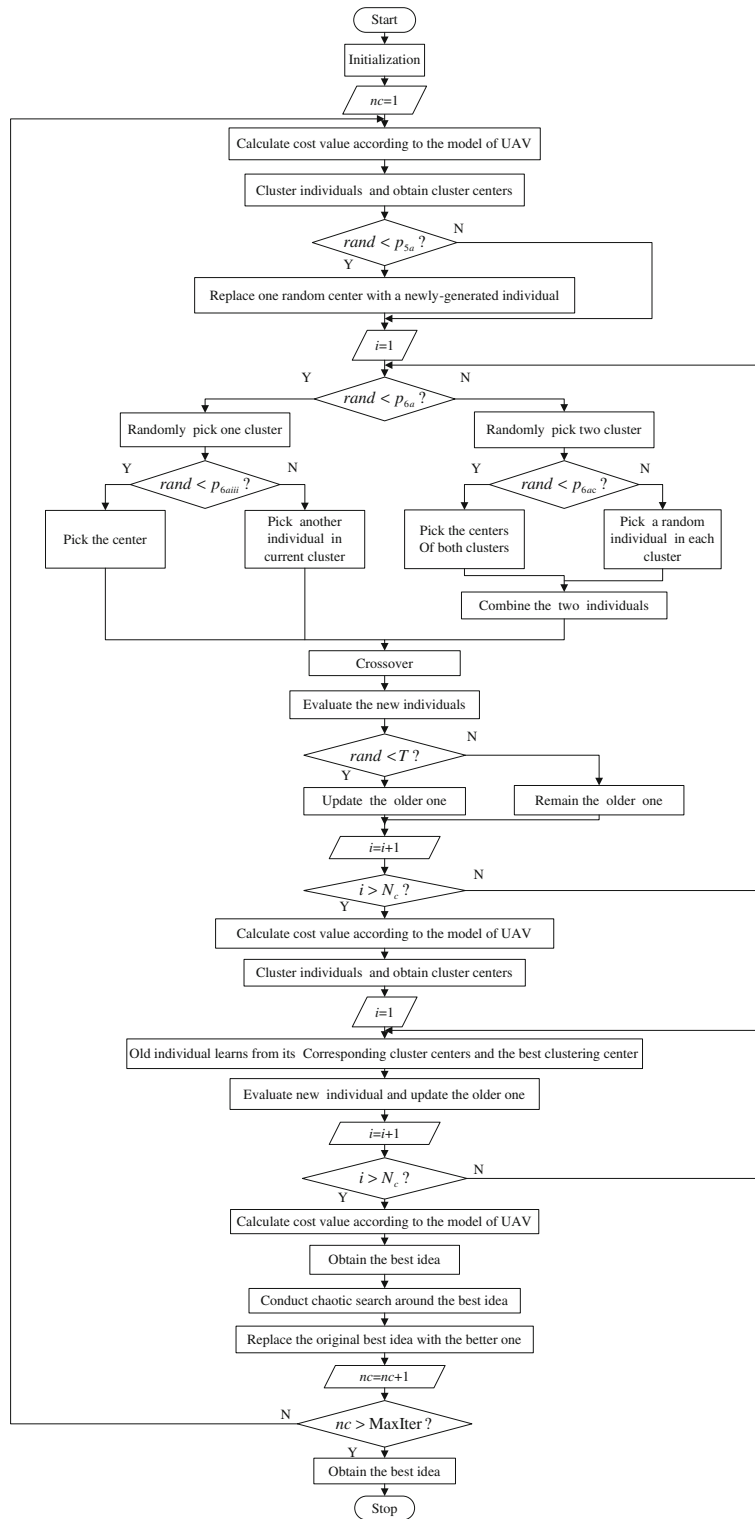 Start
Initialization
nc=1
Calculate cost value according to the model of UAV
Cluster individuals and obtain cluster centers
rand < p5a ?
N
Y
Replace one random center with a newly-generated individual
i=1
Y
N
rand < p6a ?
Randomly pick one cluster
Randomly pick two cluster
Y
rand < p6aiii ?
N
Y
rand < p6ac ?
N
Pick the center
Pick another
individual in
current cluster
Pick the centers
Of both clusters
Pick a random
individual in each
cluster
Combine the two individuals
Crossover
Evaluate the new individuals
rand < T ?
N
Y
Update the older one
Remain the older one
i=i+1
i > Nc ?
N
Y
Calculate cost value according to the model of UAV
Cluster individuals and obtain cluster centers
i=1
Old individual learns from its Corresponding cluster centers and the best clustering center
Evaluate new individual and update the older one
i=i+1
i > Nc ?
N
Y
Calculate cost value according to the model of UAV
Obtain the best idea
Conduct chaotic search around the best idea
Replace the original best idea with the better one
nc=nc+1
N
nc > MaxIter ?
Y
Obtain the best idea
Stop